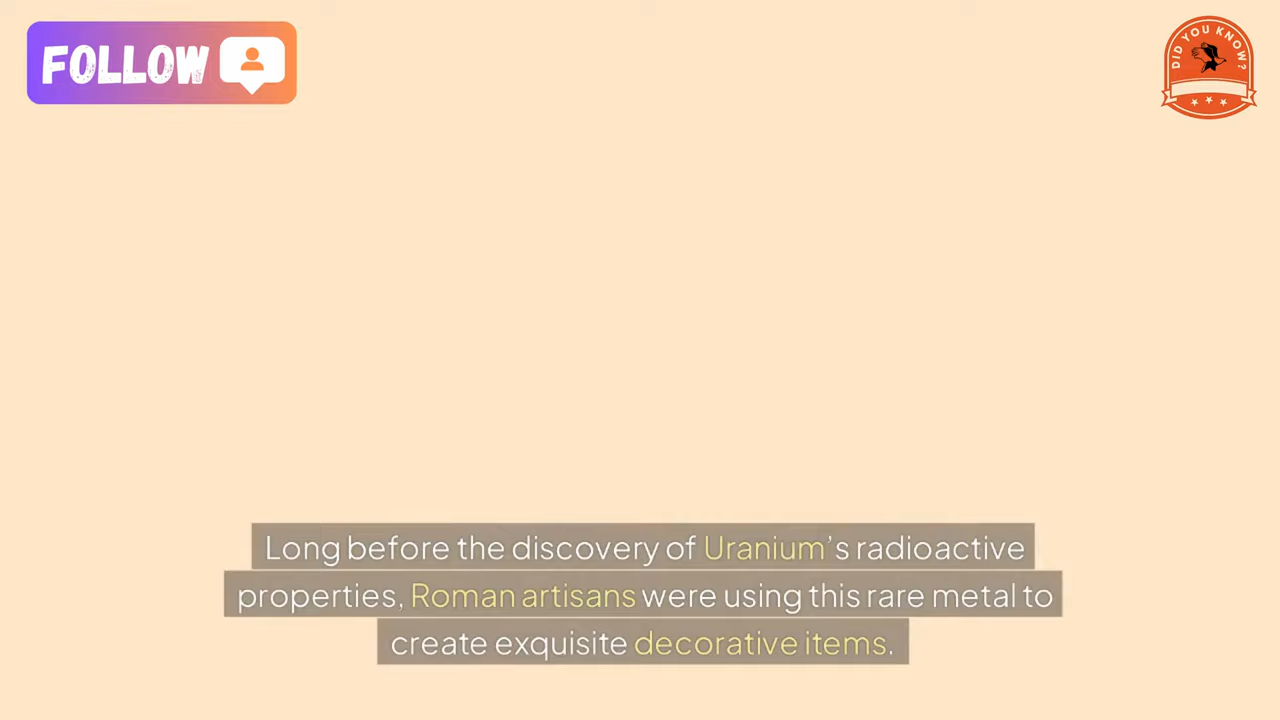 FOLLOW
DID YOU KNOW?
Long before the discovery of Uranium’s radioactive
properties, Roman artisans were using this rare metal to
create exquisite decorative items.